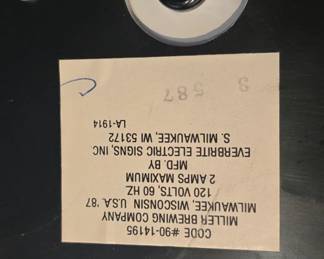 CODE #90-14195
MILLER BREWING COMPANY
MILWAUKEE, WISCONSIN U.S.A. '87
120 VOLTS, 60 HZ
2 AMPS MAXIMUM
MFD. BY
EVERBRITE ELECTRIC SIGNS, INC
S. MILWAUKEE, WI 53172
LA-1914
587